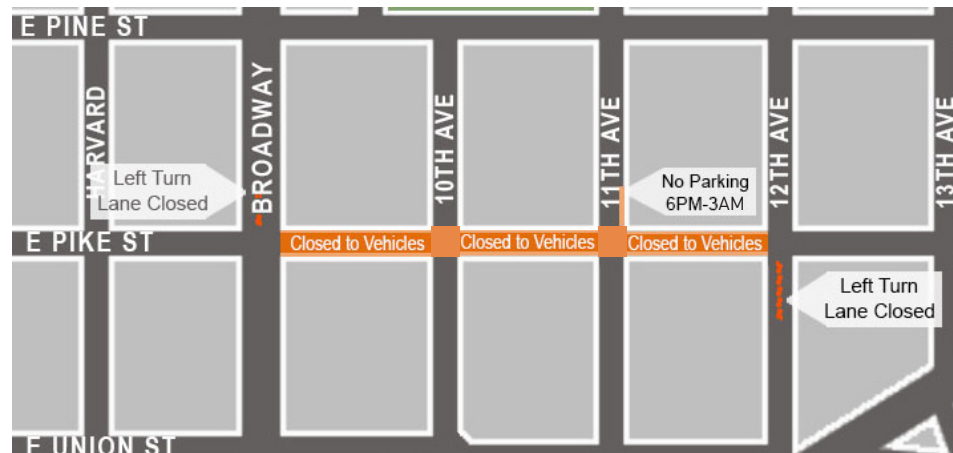 E PINE ST
HARVARD
BROADWAY
10TH AVE
11TH AVE
12TH AVE
13TH AVE
Left Turn
Lane Closed
No Parking
6PM-3AM
E PIKE ST
Closed to Vehicles
Closed to Vehicles
Closed to Vehicles
Left Turn
Lane Closed
E UNION ST